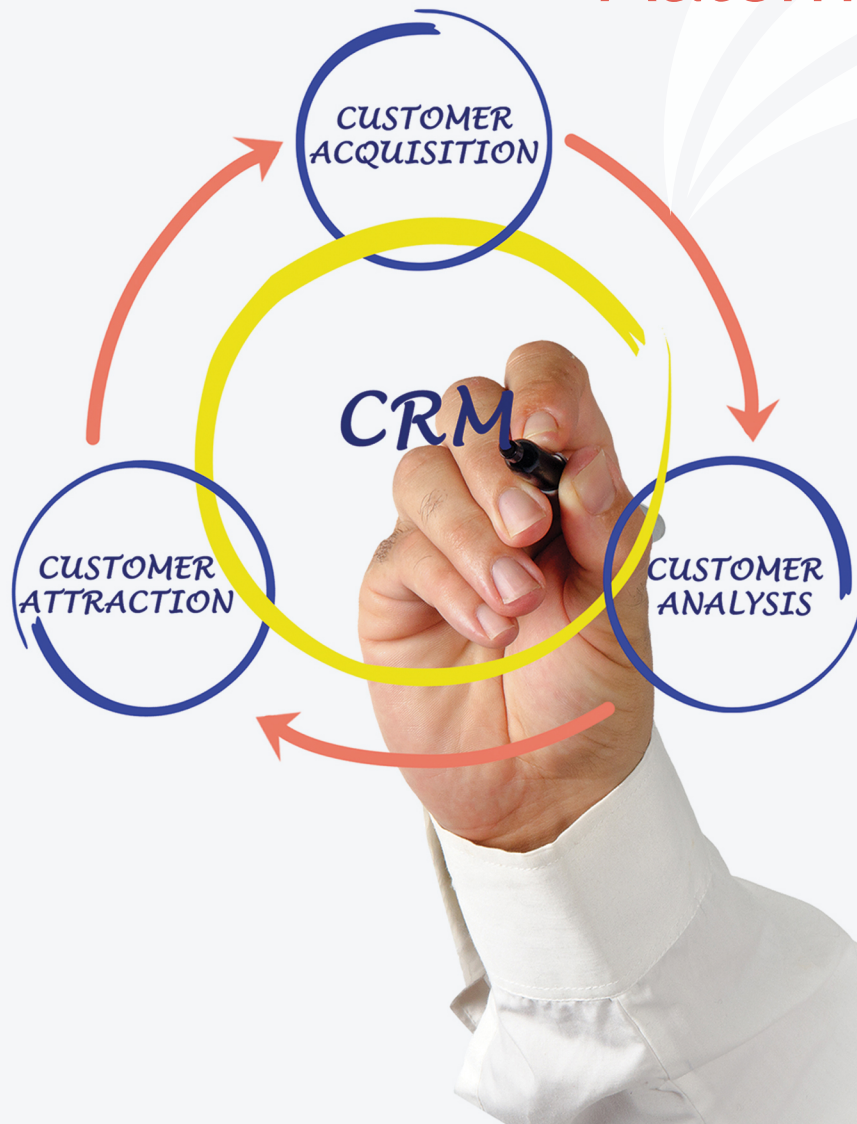 CUSTOMER
ACQUISITION
CRM
CUSTOMER
ATTRACTION
CUSTOMER
ANALYSIS